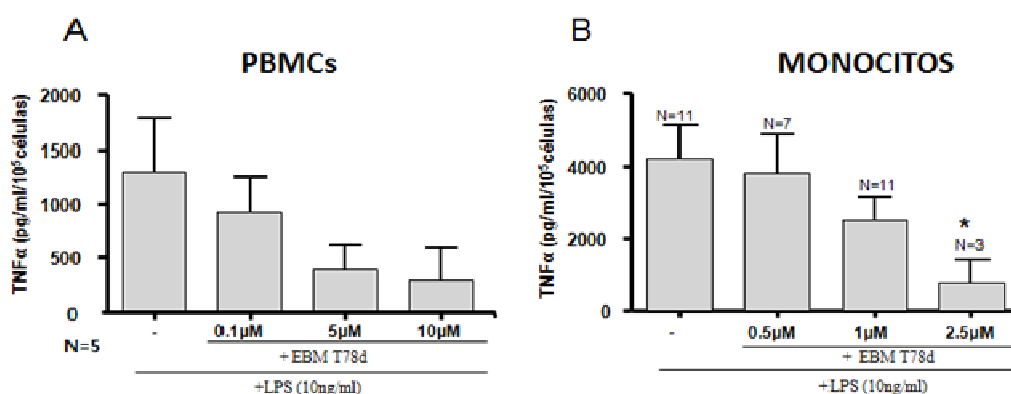 A
PBMCs
TNFα (pg/ml/10⁵células)
2000
1500
1000
500
0
- 0.1µM 5µM 10µM
N=5
+ EBM T78d
+LPS (10ng/ml)
B
MONOCITOS
TNFα (pg/ml/10⁵células)
6000
4000
2000
0
N=11
N=7
N=11
*
N=3
- 0.5µM 1µM 2.5µM
+ EBM T78d
+LPS (10ng/ml)